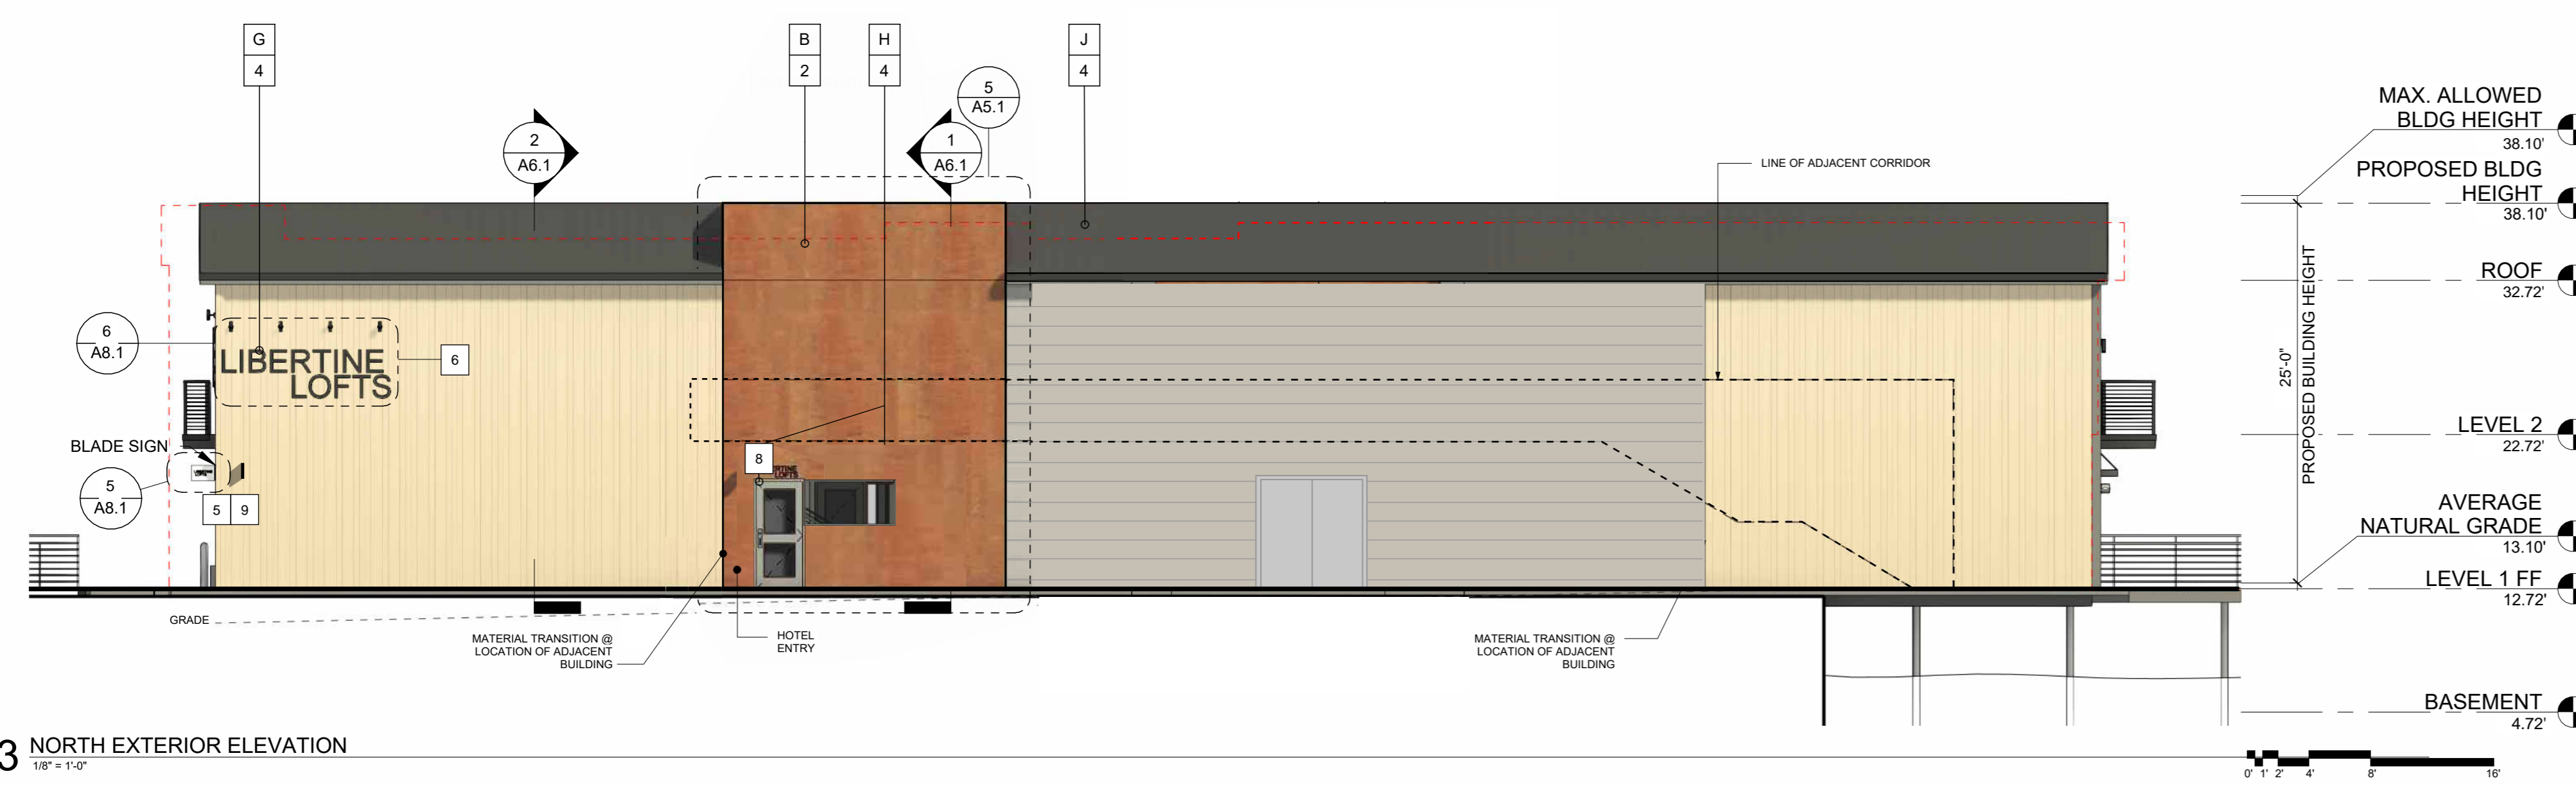 G
4
B
2
H
4
J
4
5
A5.1
2
A6.1
1
A6.1
LINE OF ADJACENT CORRIDOR
MAX. ALLOWED
BLDG HEIGHT
38.10'
PROPOSED BLDG
HEIGHT
38.10'
ROOF
32.72'
25'-0"
PROPOSED BUILDING HEIGHT
6
A8.1
LIBERTINE
LOFTS
6
BLADE SIGN
5
A8.1
5 9
8
LOFTS
LEVEL 2
22.72'
AVERAGE
NATURAL GRADE
13.10'
LEVEL 1 FF
12.72'
GRADE
MATERIAL TRANSITION @
LOCATION OF ADJACENT
BUILDING
HOTEL
ENTRY
MATERIAL TRANSITION @
LOCATION OF ADJACENT
BUILDING
BASEMENT
4.72'
3 NORTH EXTERIOR ELEVATION
1/8" = 1'-0"
0' 1' 2' 4' 8' 16'